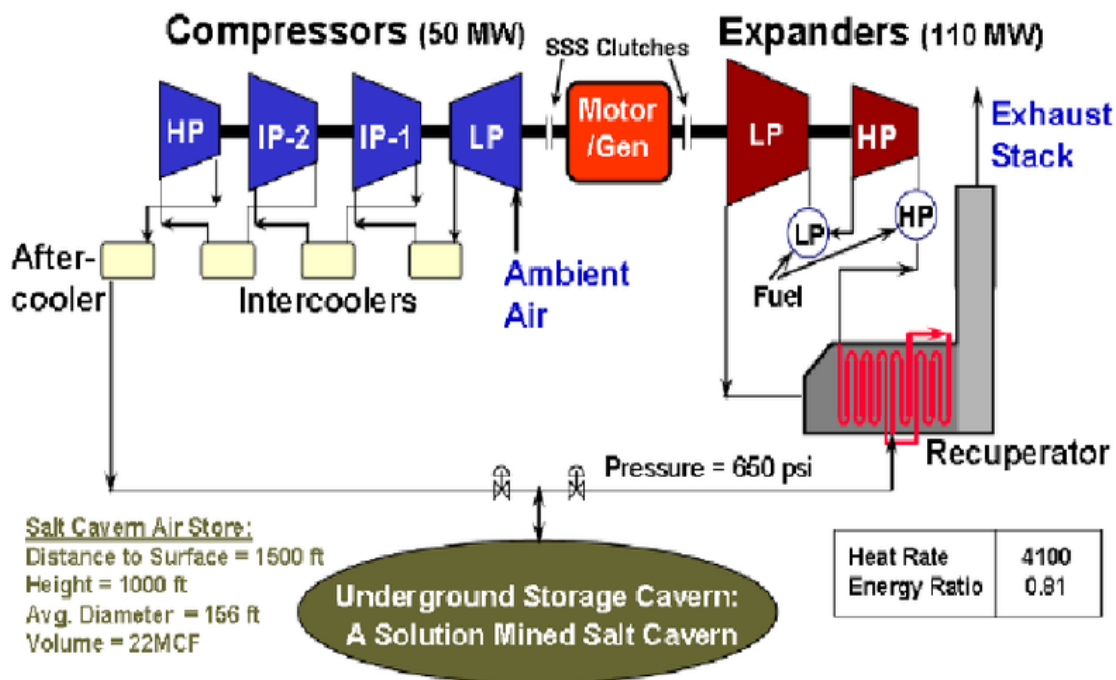 Compressors (50 MW)
SSS Clutches
Expanders (110 MW)
HP
IP-2
IP-1
LP
Motor
/Gen
LP
HP
Exhaust
Stack
LP
HP
Fuel
After-
cooler
Intercoolers
Ambient
Air
Recuperator
Pressure = 650 psi
Salt Cavern Air Store:
Distance to Surface = 1500 ft
Height = 1000 ft
Avg. Diameter = 156 ft
Volume = 22MCF
Underground Storage Cavern:
A Solution Mined Salt Cavern
Heat Rate 4100
Energy Ratio 0.81